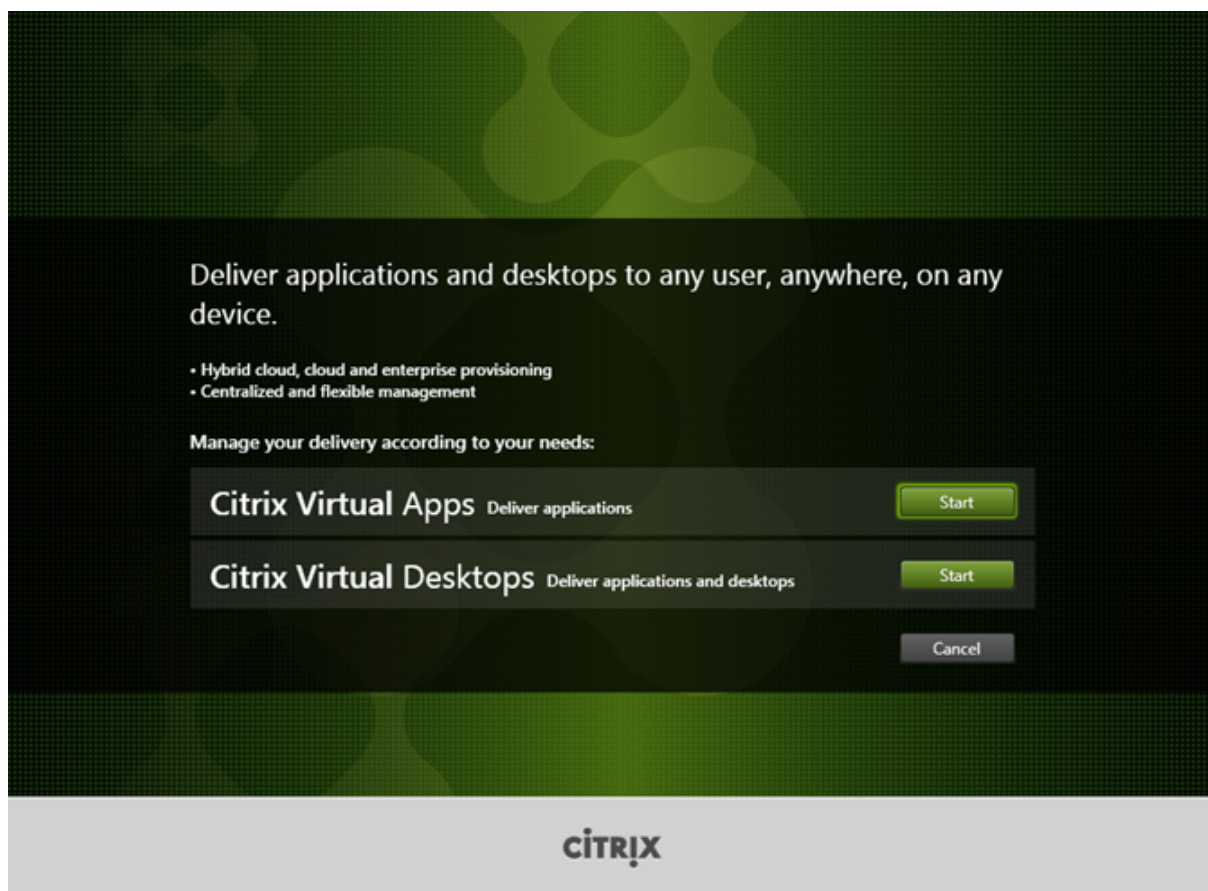 Deliver applications and desktops to any user, anywhere, on any
device.
• Hybrid cloud, cloud and enterprise provisioning
• Centralized and flexible management
Manage your delivery according to your needs:
Citrix Virtual Apps Deliver applications Start
Citrix Virtual Desktops Deliver applications and desktops Start
Cancel
CİTRỊX